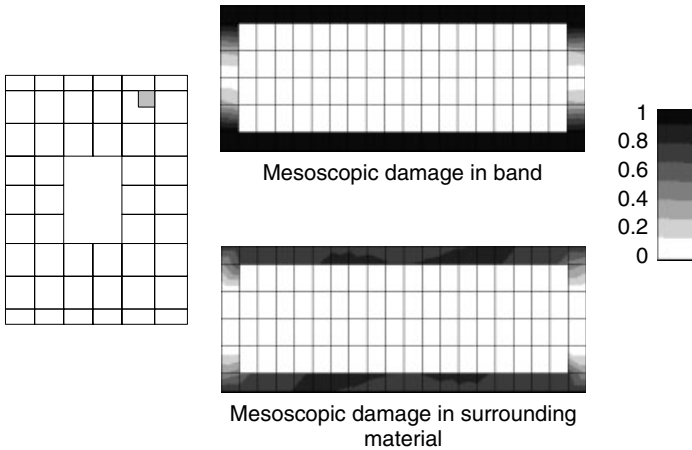 Mesoscopic damage in band
1
0.8
0.6
0.4
0.2
0
Mesoscopic damage in surrounding
material